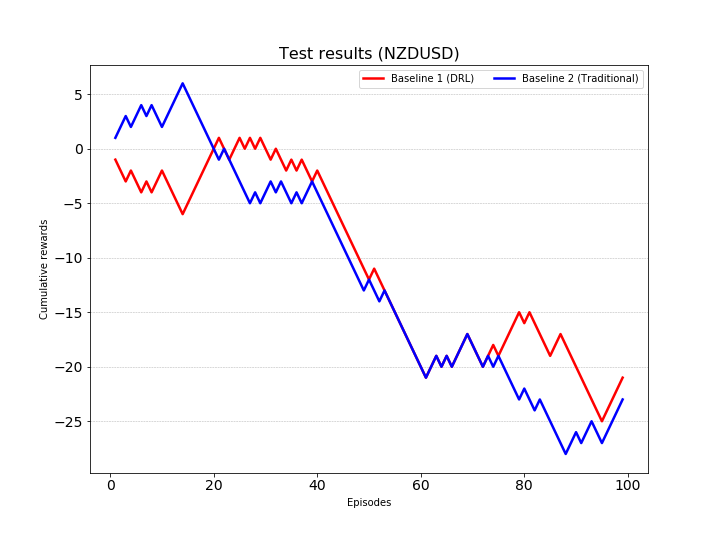 Test results (NZDUSD)
Baseline 1 (DRL) Baseline 2 (Traditional)
5
0
−5
−10
−15
−20
−25
Cumulative rewards
0 20 40 60 80 100
Episodes